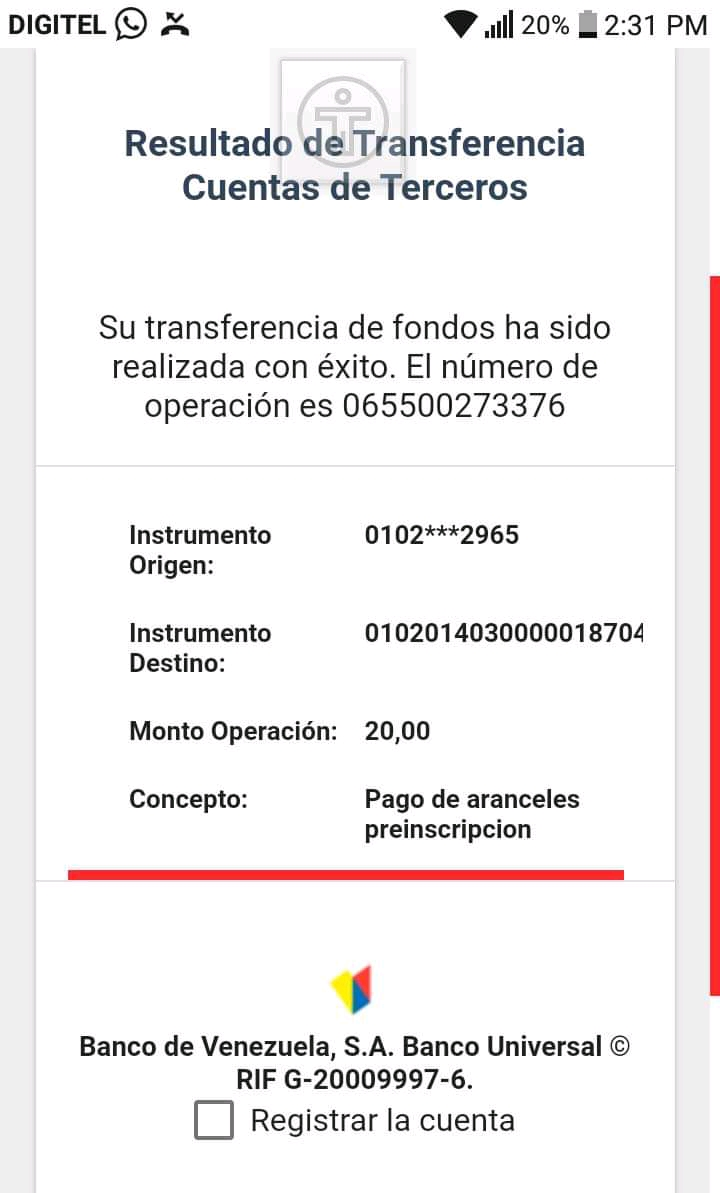 DIGITEL 20% 2:31 PM
Resultado de Transferencia
Cuentas de Terceros
Su transferencia de fondos ha sido
realizada con éxito. El número de
operación es 065500273376
Instrumento 0102***2965
Origen:
Instrumento 0102014030000018704
Destino:
Monto Operación: 20,00
Concepto: Pago de aranceles
preinscripcion
Banco de Venezuela, S.A. Banco Universal ©
RIF G-20009997-6.
Registrar la cuenta